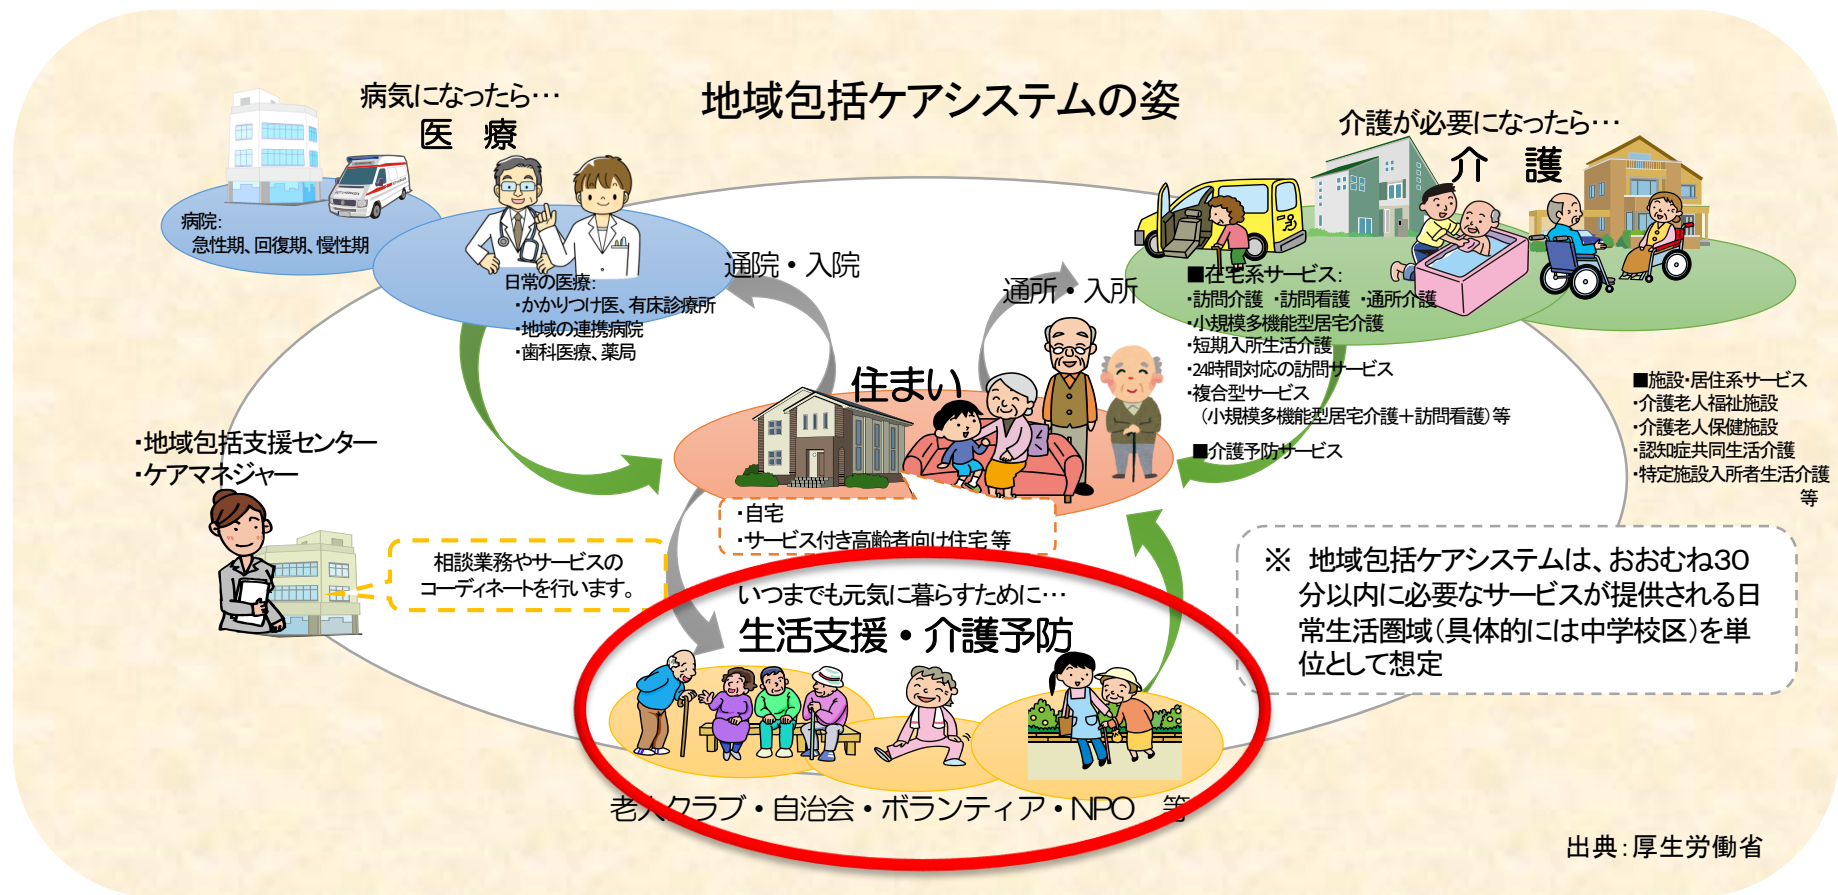 地域包括ケアシステムの姿
病気になったら…
医　療
病院:
急性期、回復期、慢性期
日常の医療:
・かかりつけ医、有床診療所
・地域の連携病院
・歯科医療、薬局
通院・入院
通所・入所
介護が必要になったら…
介　護
■在宅系サービス:
・訪問介護 ・訪問看護 ・通所介護
・小規模多機能型居宅介護
・短期入所生活介護
・24時間対応の訪問サービス
・複合型サービス
（小規模多機能型居宅介護＋訪問看護）等
■介護予防サービス
■施設・居住系サービス
・介護老人福祉施設
・介護老人保健施設
・認知症共同生活介護
・特定施設入所者生活介護
等
住まい
・自宅
・サービス付き高齢者向け住宅 等
・地域包括支援センター
・ケアマネジャー
相談業務やサービスの
コーディネートを行います。
いつまでも元気に暮らすために…
生活支援・介護予防
老人クラブ・自治会・ボランティア・NPO　等
※　地域包括ケアシステムは、おおむね30
分以内に必要なサービスが提供される日
常生活圏域（具体的には中学校区）を単
位として想定
出典：厚生労働省